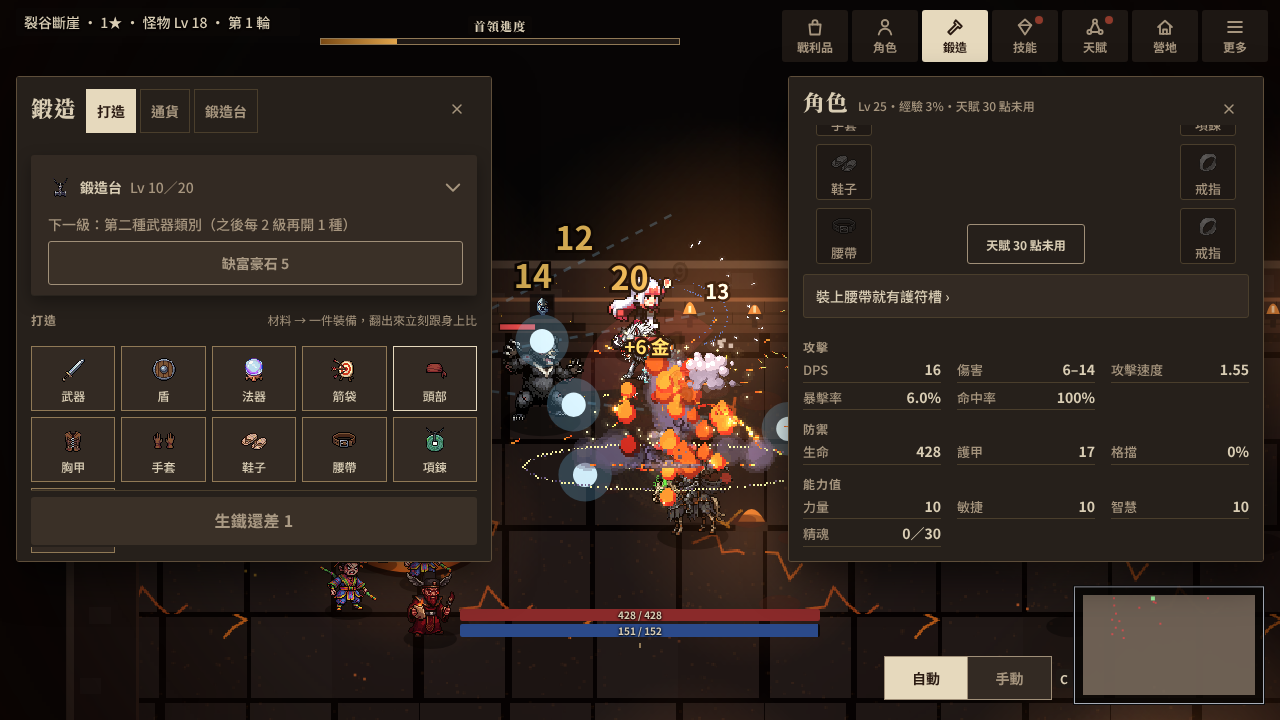 裂谷斷崖 · 1★ · 怪物 Lv 18 · 第 1 輪
首領進度
戰利品
角色
鍛造
技能
天賦
營地
更多
鍛造
打造
通貨
鍛造台
鍛造台 Lv 10／20
下一級：第二種武器類別（之後每 2 級再開 1 種）
缺富豪石 5
打造
材料 → 一件裝備，翻出來立刻跟身上比
武器
盾
法器
箭袋
頭部
胸甲
手套
鞋子
腰帶
項鍊
生鐵還差 1
12
14
20
9
13
+6 金
角色 Lv 25 · 經驗 3% · 天賦 30 點未用
手套
項鍊
鞋子
戒指
腰帶
天賦 30 點未用
戒指
裝上腰帶就有護符槽 ›
攻擊
DPS 16
傷害 6–14
攻擊速度 1.55
暴擊率 6.0%
命中率 100%
防禦
生命 428
護甲 17
格擋 0%
能力值
力量 10
敏捷 10
智慧 10
精魂 0／30
428 / 428
151 / 152
自動
手動
C